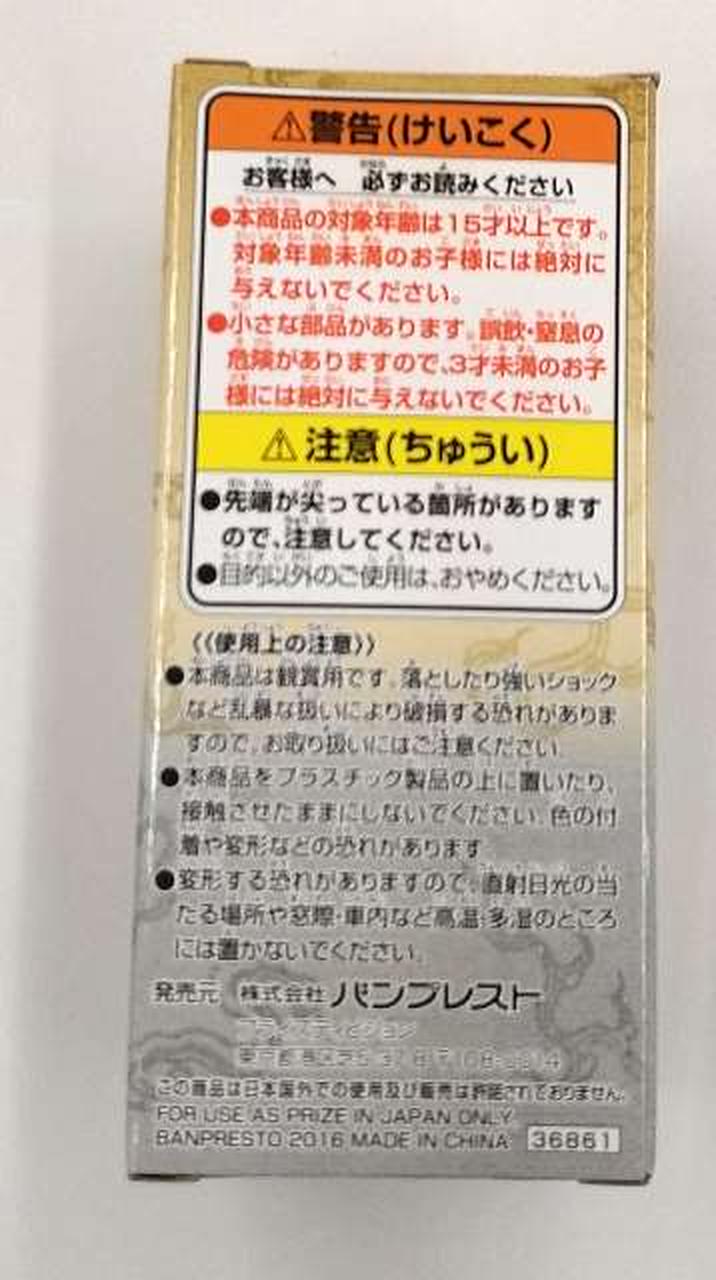 ⚠警告(けいこく)
お客様へ 必ずお読みください
●本商品の対象年齢は15才以上です。
対象年齢未満のお子様には絶対に
与えないでください。
●小さな部品があります。誤飲・窒息の
危険がありますので、3才未満のお子
様には絶対に与えないでください。
⚠注意(ちゅうい)
●先端が尖っている箇所があります
ので、注意してください。
●目的以外のご使用は、おやめください。
《使用上の注意》
●本商品は観賞用です。落としたり強いショック
など乱暴な扱いにより破損する恐れがありま
すので、お取り扱いにはご注意ください。
●本商品をプラスチック製品の上に置いたり、
接触させたままにしないでください。色の付
着や変形などの恐れがあります。
●変形する恐れがありますので、直射日光の当
たる場所や窓際・車内など高温・多湿のところ
には置かないでください。
発売元 株式会社 バンプレスト
この商品は日本国外での使用及び販売は許諾されておりません。
FOR USE AS PRIZE IN JAPAN ONLY
BANPRESTO 2016 MADE IN CHINA 36861